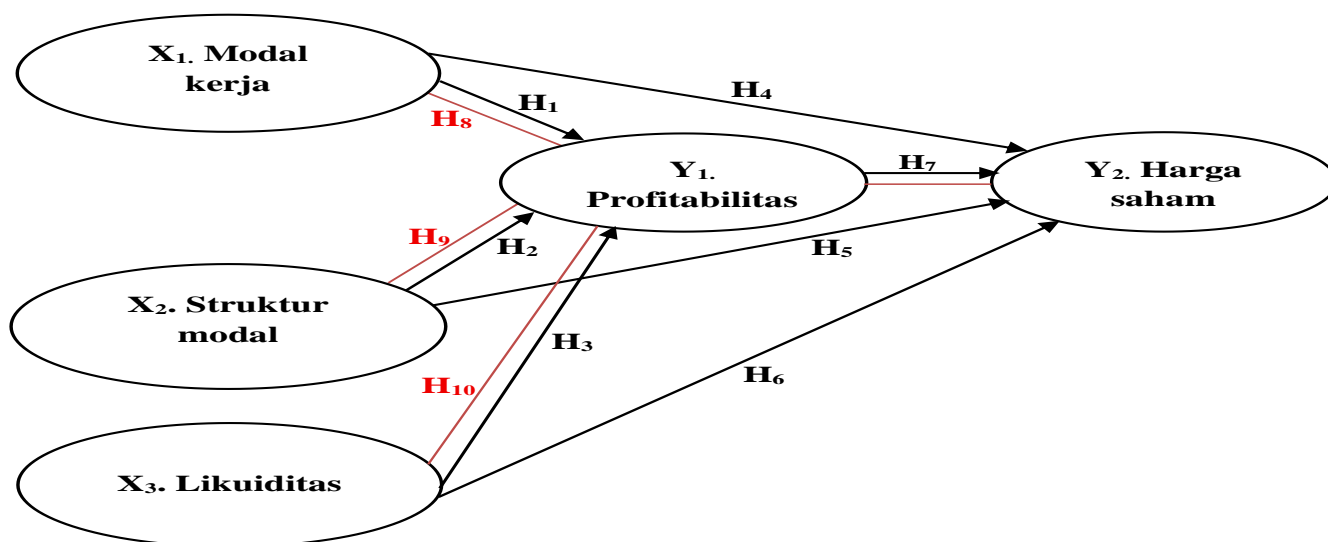 X₁. Modal
kerja
H₄
H₁
H₈
Y₁.
Profitabilitas
H₇
Y₂. Harga
saham
H₉
H₂
H₅
X₂. Struktur
modal
H₃
H₁₀
H₆
X₃. Likuiditas